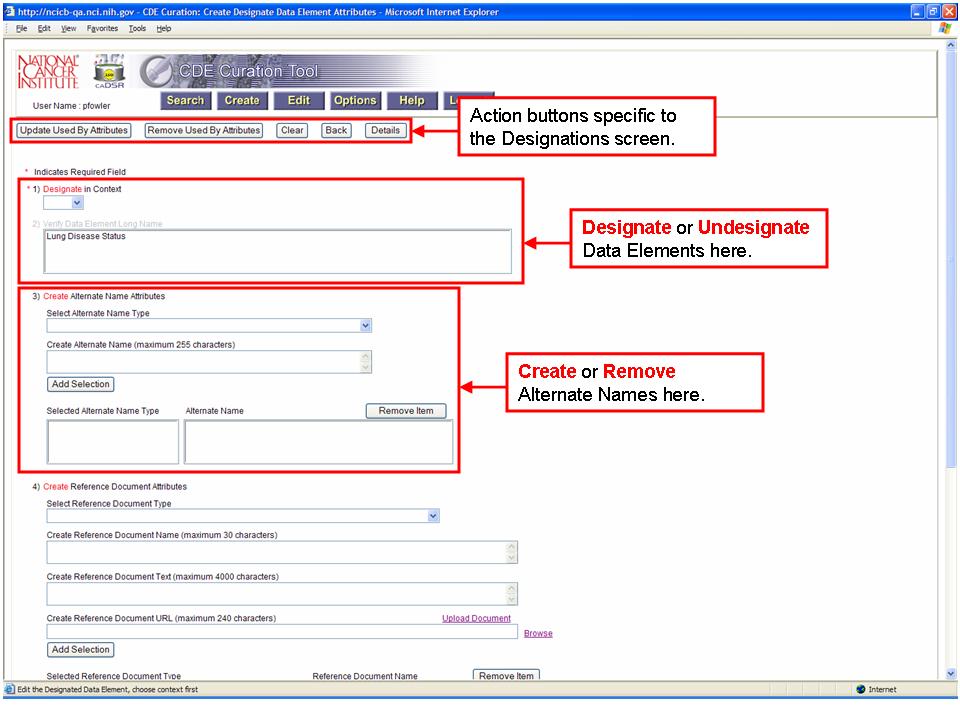 http://ncicb-qa.nci.nih.gov - CDE Curation: Create Designate Data Element Attributes - Microsoft Internet Explorer
File Edit View Favorites Tools Help
NATIONAL
CANCER
INSTITUTE
caDSR
CDE Curation Tool
User Name : pfowler
Search Create Edit Options Help
Action buttons specific to
the Designations screen.
Update Used By Attributes Remove Used By Attributes Clear Back Details
* Indicates Required Field
* 1) Designate in Context
2) Verify Data Element Long Name
Lung Disease Status
Designate or Undesignate
Data Elements here.
3) Create Alternate Name Attributes
Select Alternate Name Type
Create Alternate Name (maximum 255 characters)
Add Selection
Create or Remove
Alternate Names here.
Selected Alternate Name Type Alternate Name Remove Item
4) Create Reference Document Attributes
Select Reference Document Type
Create Reference Document Name (maximum 30 characters)
Create Reference Document Text (maximum 4000 characters)
Create Reference Document URL (maximum 240 characters) Upload Document
Browse
Add Selection
Selected Reference Document Type Reference Document Name Remove Item
Edit the Designated Data Element, choose context first Internet